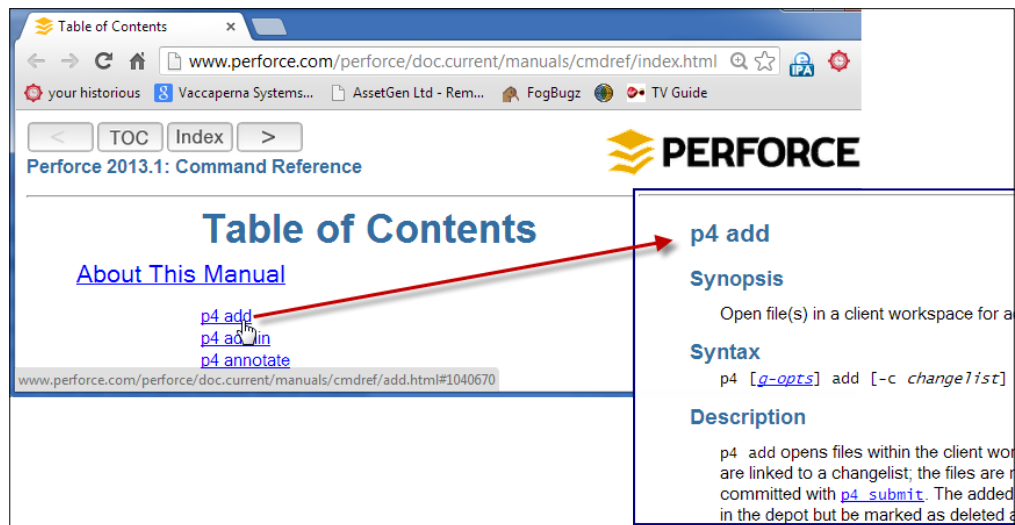 Table of Contents
www.perforce.com/perforce/doc.current/manuals/cmdref/index.html
your historious
8 Vaccaperna Systems...
AssetGen Ltd - Rem...
FogBugz
TV Guide
IPA
< TOC Index >
PERFORCE
Perforce 2013.1: Command Reference
Table of Contents
About This Manual
p4 add
p4 annotate
www.perforce.com/perforce/doc.current/manuals/cmdref/add.html#1040670
p4 add
Synopsis
Open file(s) in a client workspace for a
Syntax
p4 [g-opts] add [-c changelist]
Description
p4 add opens files within the client wor
are linked to a changelist; the files are
committed with p4 submit. The added
in the depot but be marked as deleted a